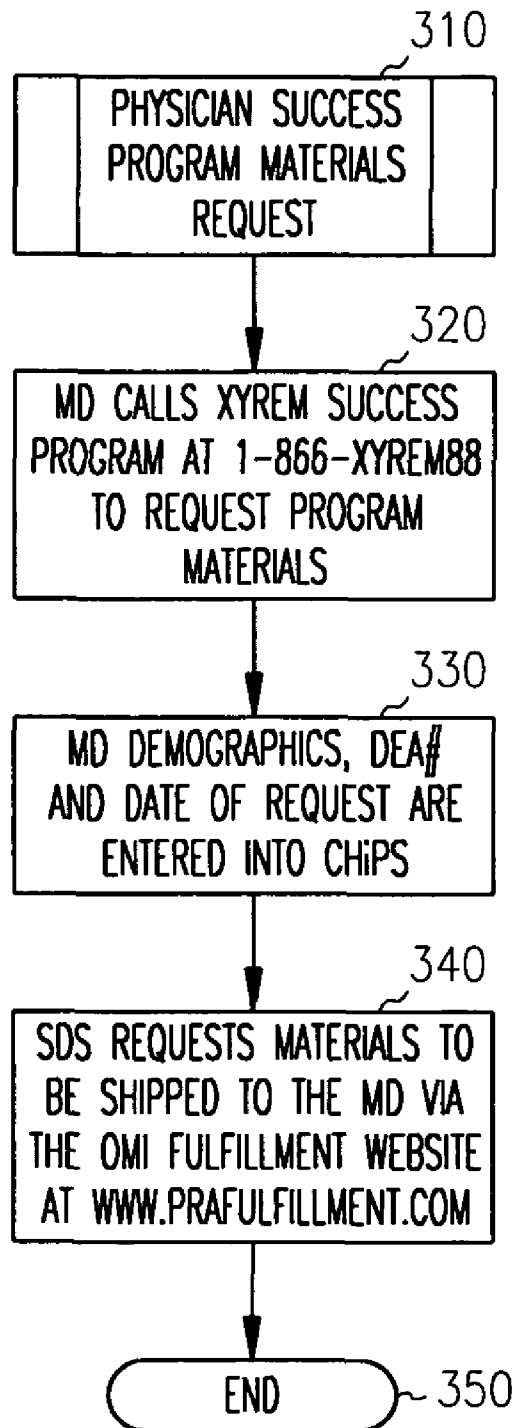 310
PHYSICIAN SUCCESS
PROGRAM MATERIALS
REQUEST
320
MD CALLS XYREM SUCCESS
PROGRAM AT 1-866-XYREM88
TO REQUEST PROGRAM
MATERIALS
330
MD DEMOGRAPHICS, DEA#
AND DATE OF REQUEST ARE
ENTERED INTO CHiPS
340
SDS REQUESTS MATERIALS TO
BE SHIPPED TO THE MD VIA
THE OMI FULFILLMENT WEBSITE
AT WWW.PRAFULFILLMENT.COM
END
350